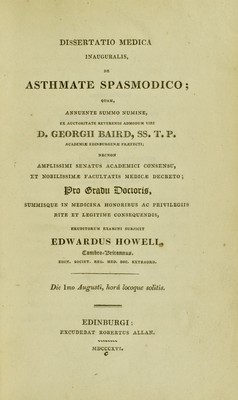 DISSERTATIO MEDICA
INAUGURALIS,
DE
ASTHMATE SPASMODICO;
QUAM,
ANNUENTE SUMMO NUMINE,
EX AUCTORITATE REVERENDI ADMODUM VIRI
D. GEORGII BAIRD, SS. T. P.
ACADEMIÆ EDINBURGENÆ PRÆFECTI;
NECNON
AMPLISSIMI SENATUS ACADEMICI CONSENSU,
ET NOBILISSIMÆ FACULTATIS MEDICÆ DECRETO;
Pro Gradu Doctoris,
SUMMISQUE IN MEDICINA HONORIBUS AC PRIVILEGIIS
RITE ET LEGITIME CONSEQUENDIS,
ERUDITORUM EXAMINI SUBJICIT
EDWARDUS HOWELL,
Cambro-Britannus.
SOC. REG. MED.
Die 1mo Augusti, horâ locoque solitis.
EDINBURGI:
EXCUDEBAT ROBERTUS ALLAN.
MDCCCXVI.